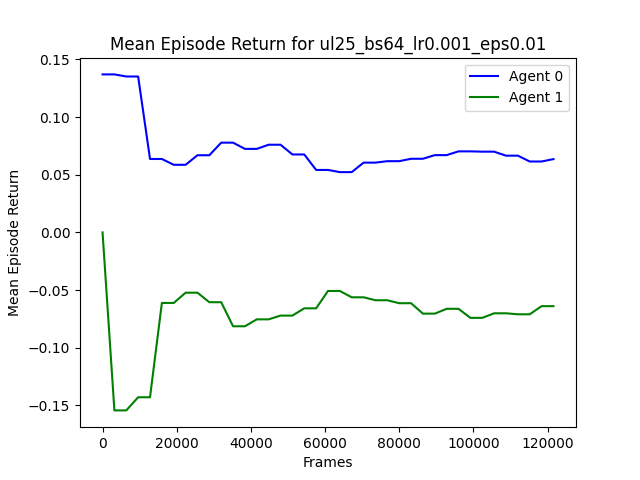 Mean Episode Return for ul25_bs64_lr0.001_eps0.01
Agent 0
Agent 1
Mean Episode Return
0.15
0.10
0.05
0.00
−0.05
−0.10
−0.15
0 20000 40000 60000 80000 100000 120000
Frames